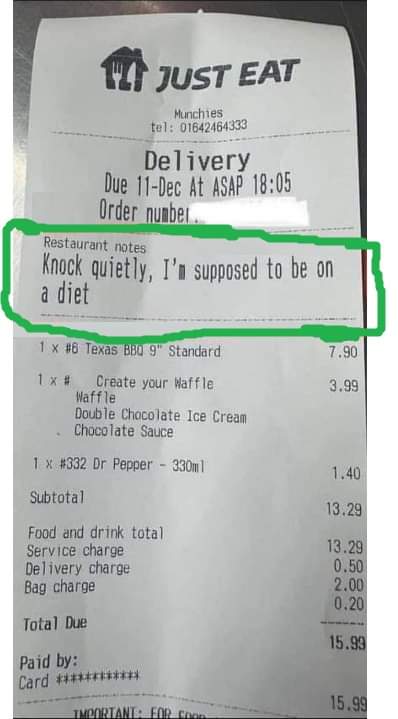 JUST EAT
Munchies
tel: 01642464333
Delivery
Due 11-Dec At ASAP 18:05
Order number
Restaurant notes
Knock quietly, I'm supposed to be on
a diet
1 x #6 Texas BBQ 9" Standard 7.90
1 x # Create your Waffle 3.99
Waffle
Double Chocolate Ice Cream
Chocolate Sauce
1 x #332 Dr Pepper - 330ml 1.40
Subtotal 13.29
Food and drink total 13.29
Service charge 0.50
Delivery charge 2.00
Bag charge 0.20
Total Due 15.99
Paid by:
Card ************ 15.99
IMPORTANT: FOR FOOD